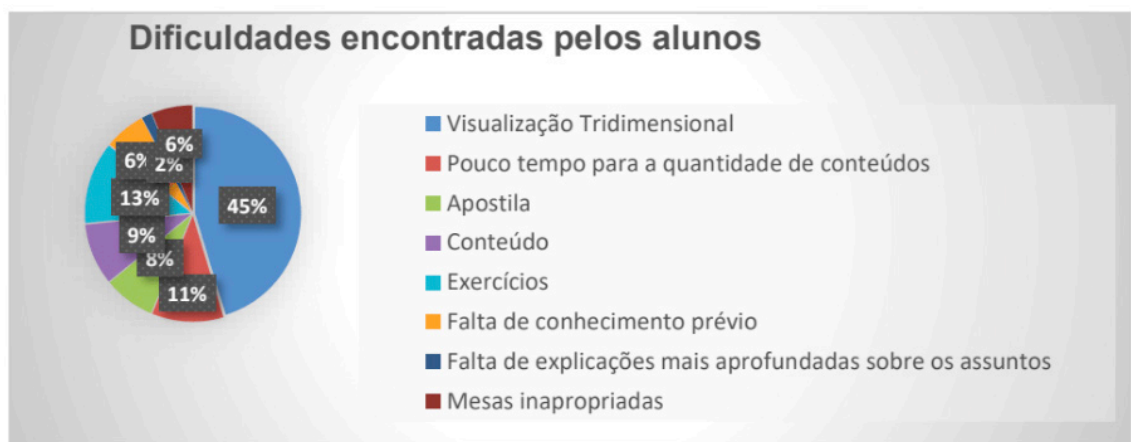 Dificuldades encontradas pelos alunos
6%
6%
2%
13%
45%
9%
8%
11%
Visualização Tridimensional
Pouco tempo para a quantidade de conteúdos
Apostila
Conteúdo
Exercícios
Falta de conhecimento prévio
Falta de explicações mais aprofundadas sobre os assuntos
Mesas inapropriadas